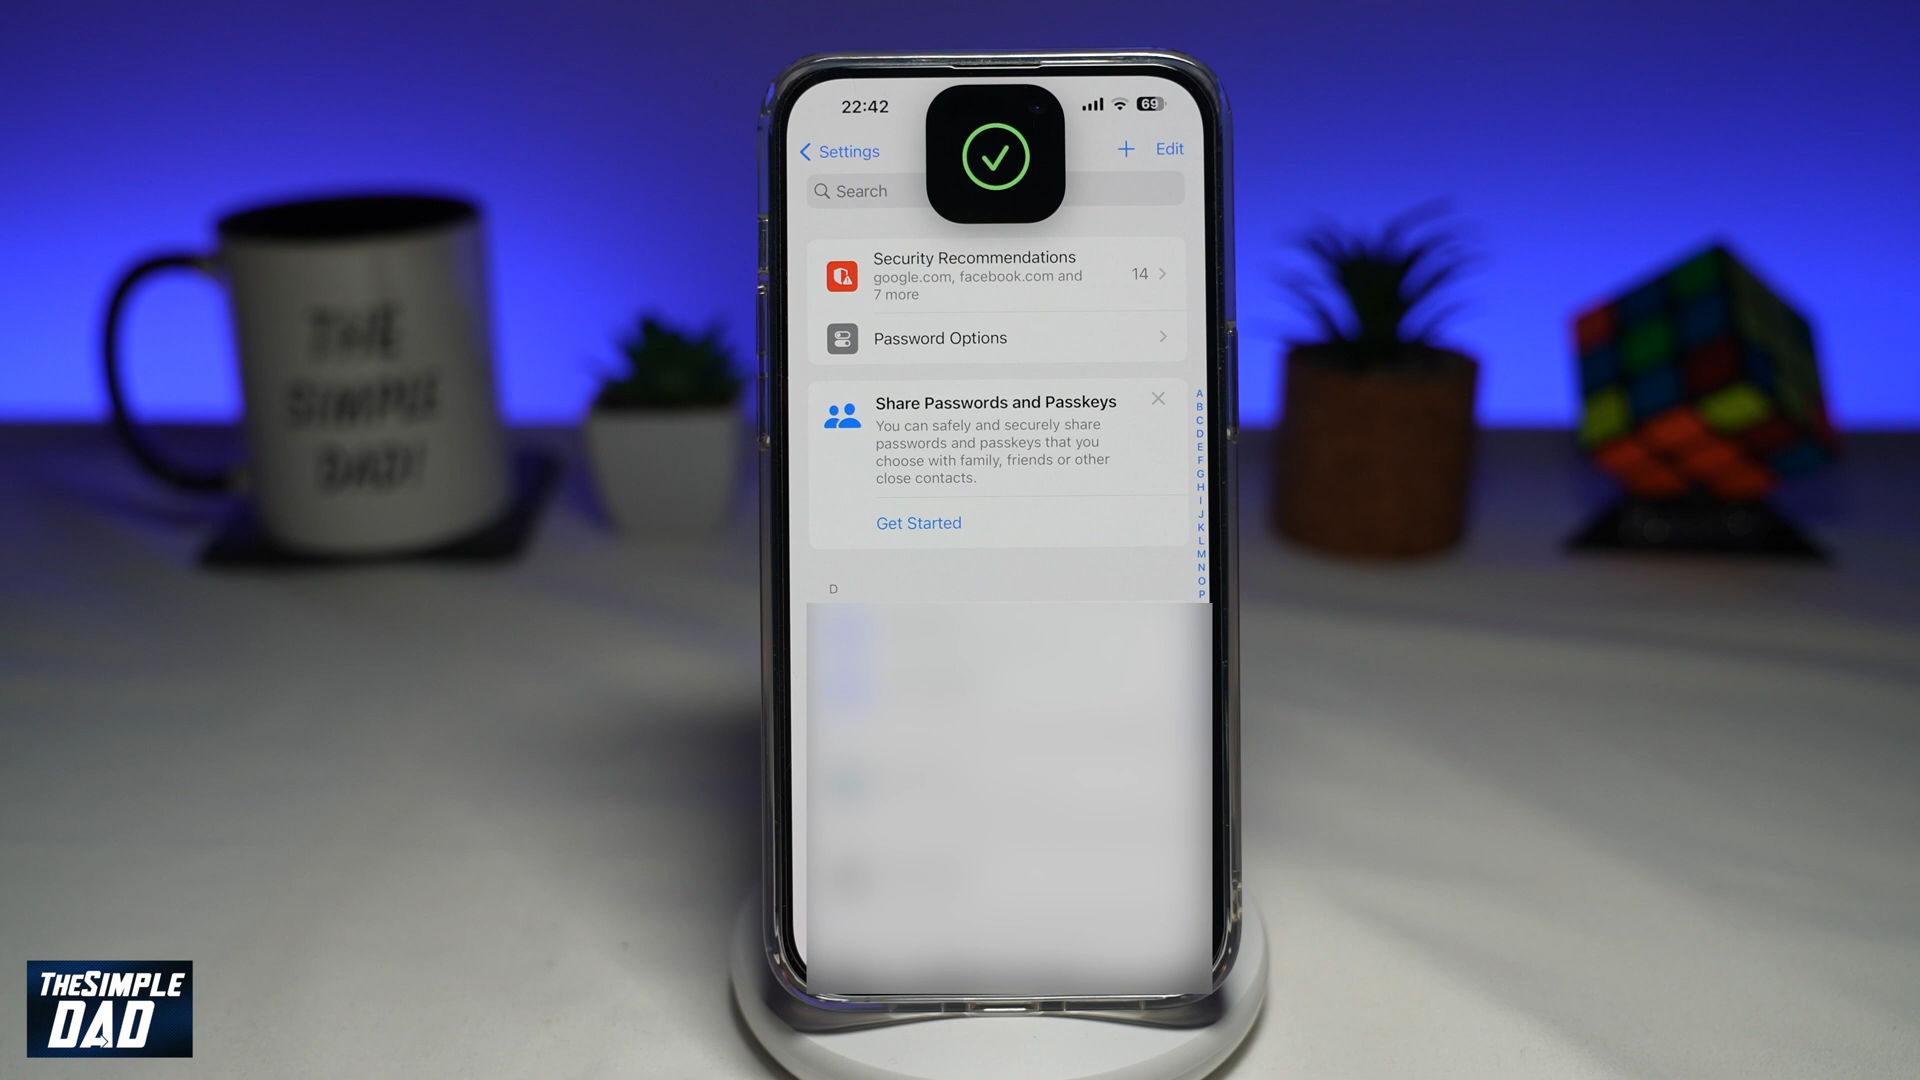 22:42
69
Settings
Edit
Search
Security Recommendations
google.com, facebook.com and
7 more
14
Password Options
Share Passwords and Passkeys
You can safely and securely share
passwords and passkeys that you
choose with family, friends or other
close contacts.
Get Started
D
A
B
C
D
E
F
G
H
I
J
K
L
M
N
O
P
THE
SIMPLE
DAD!
THESIMPLE
DAD